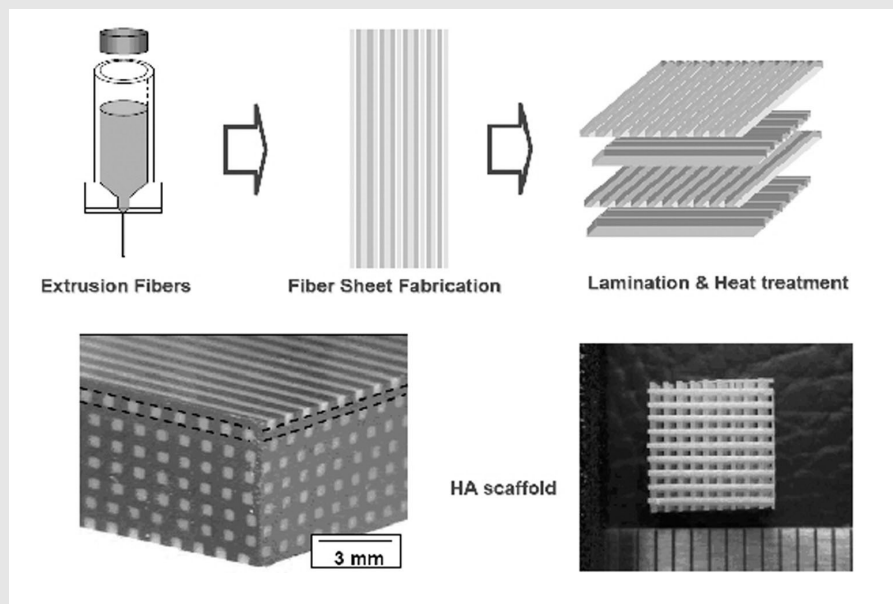 Extrusion Fibers
Fiber Sheet Fabrication
Lamination & Heat treatment
HA scaffold
3 mm